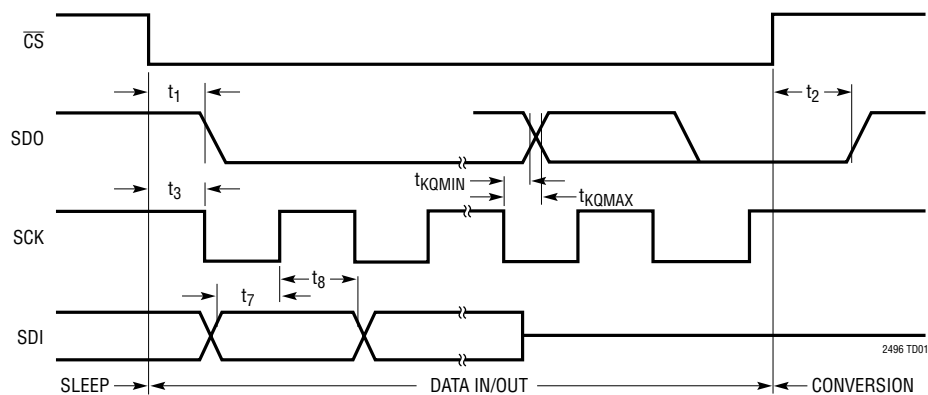 CS
t1
t2
SDO
tKQMIN
t3
tKQMAX
SCK
t8
t7
SDI
2496 TD01
SLEEP DATA IN/OUT CONVERSION